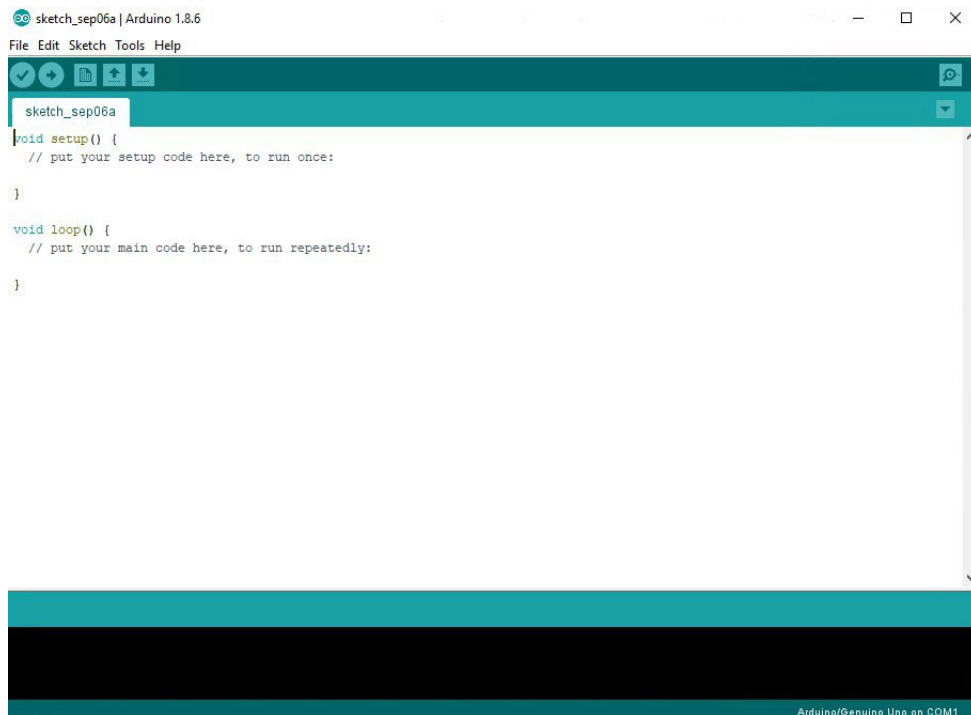 sketch_sep06a | Arduino 1.8.6
File Edit Sketch Tools Help
sketch_sep06a
void setup() {
  // put your setup code here, to run once:
}
void loop() {
  // put your main code here, to run repeatedly:
}
Arduino/Genuino Uno on COM1